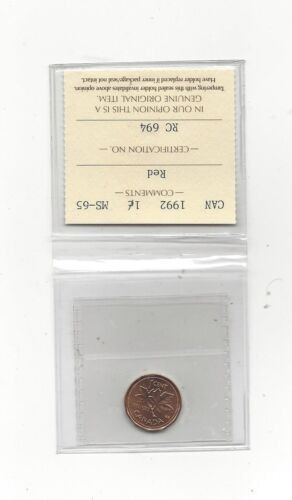 CAN 1992 1¢ MS-65
— COMMENTS —
Red
— CERTIFICATION NO. —
RC 694
IN OUR OPINION THIS IS A
GENUINE ORIGINAL ITEM.
Tampering with this sealed holder invalidates above opinion.
Have holder replaced if inner package/seal not intact.
CENT
CANADA